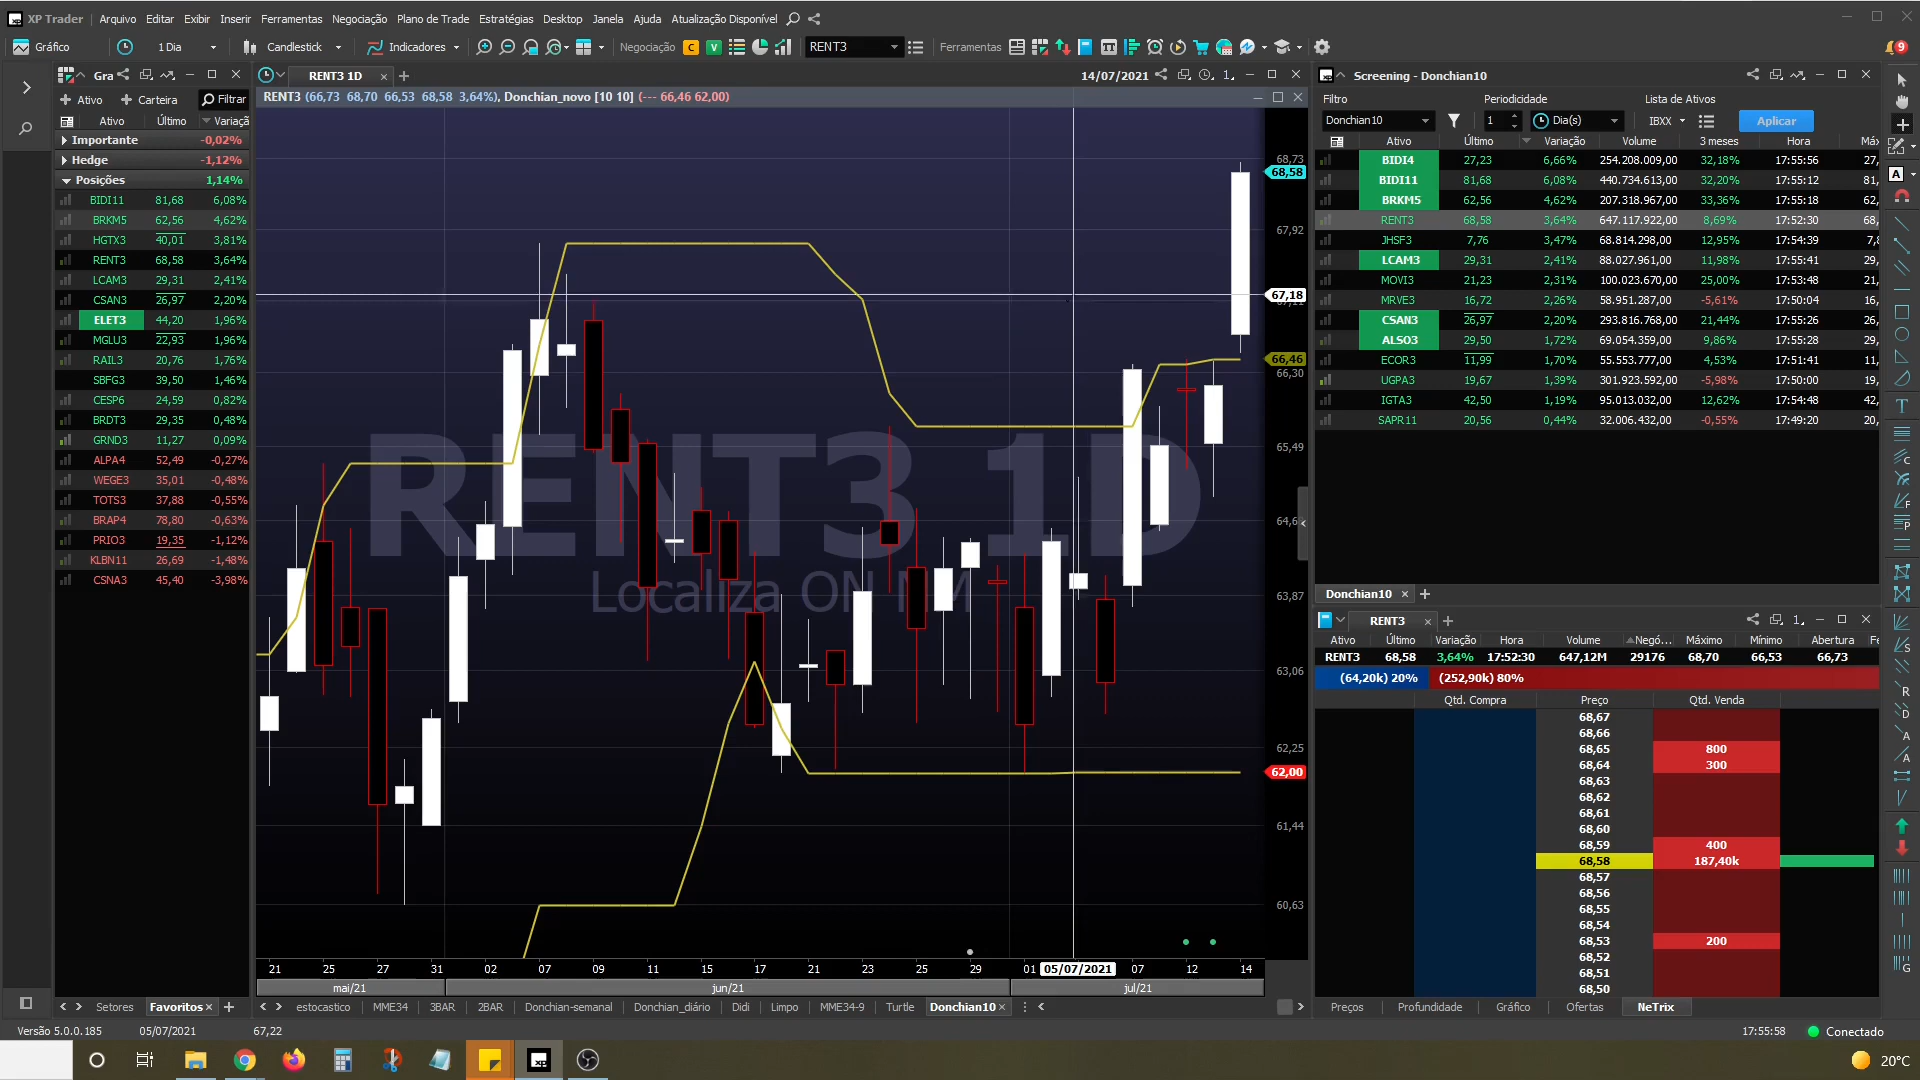 XP Trader Arquivo Editar Exibir Inserir Ferramentas Negociação Plano de Trade Estratégias Desktop Janela Ajuda Atualização Disponível
Gráfico 1 Dia Candlestick Indicadores Negociação C V RENT3 Ferramentas TT 9
Gra
Ativo Carteira Filtrar
Ativo Último Variaçã
Importante -0,02%
Hedge -1,12%
Posições 1,14%
BIDI11 81,68 6,08%
BRKM5 62,56 4,62%
HGTX3 40,01 3,81%
RENT3 68,58 3,64%
LCAM3 29,31 2,41%
CSAN3 26,97 2,20%
ELET3 44,20 1,96%
MGLU3 22,93 1,96%
RAIL3 20,76 1,76%
SBFG3 39,50 1,46%
CESP6 24,59 0,82%
BRDT3 29,35 0,48%
GRND3 11,27 0,09%
ALPA4 52,49 -0,27%
WEGE3 35,01 -0,48%
TOTS3 37,88 -0,55%
BRAP4 78,80 -0,63%
PRIO3 19,35 -1,12%
KLBN11 26,69 -1,48%
CSNA3 45,40 -3,98%
Setores Favoritos
RENT3 1D 14/07/2021 1
RENT3 (66,73 68,70 66,53 68,58 3,64%), Donchian_novo [10 10] (--- 66,46 62,00)
RENT3 1D
Localiza ON NM
68,73
68,58
67,92
67,18
66,46
66,30
65,49
63,87
63,06
62,25
62,00
61,44
60,63
21 25 27 31 02 07 09 11 15 17 21 23 25 29 01 05/07/2021 07 12 14
mai/21 jun/21 jul/21
estocastico MME34 3BAR 2BAR Donchian-semanal Donchian_diário Didi Limpo MME34-9 Turtle Donchian10
Screening - Donchian10
Filtro Periodicidade Lista de Ativos
Donchian10 1 Dia(s) IBXX Aplicar
Ativo Último Variação Volume 3 meses Hora Máx
BIDI4 27,23 6,66% 254.208.009,00 32,18% 17:55:56 27,
BIDI11 81,68 6,08% 440.734.613,00 32,20% 17:55:12 81,
BRKM5 62,56 4,62% 207.318.967,00 33,36% 17:55:18 62,
RENT3 68,58 3,64% 647.117.922,00 8,69% 17:52:30 68,
JHSF3 7,76 3,47% 68.814.298,00 12,95% 17:54:39 7,8
LCAM3 29,31 2,41% 88.027.961,00 11,98% 17:55:41 29,
MOVI3 21,23 2,31% 100.023.670,00 25,00% 17:53:48 21,
MRVE3 16,72 2,26% 58.951.287,00 -5,61% 17:50:04 16,
CSAN3 26,97 2,20% 293.816.768,00 21,44% 17:55:26 26,
ALSO3 29,50 1,72% 69.054.359,00 9,86% 17:55:28 29,
ECOR3 11,99 1,70% 55.553.777,00 4,53% 17:51:41 11,
UGPA3 19,67 1,39% 301.923.592,00 -5,98% 17:50:00 19,
IGTA3 42,50 1,19% 95.013.032,00 12,62% 17:54:48 42,
SAPR11 20,56 0,44% 32.006.432,00 -0,55% 17:49:20 20,
Donchian10
RENT3 1
Ativo Último Variação Hora Volume Negó... Máximo Mínimo Abertura Fe
RENT3 68,58 3,64% 17:52:30 647,12M 29176 68,70 66,53 66,73
(64,20k) 20% (252,90k) 80%
Qtd. Compra Preço Qtd. Venda
68,67
68,66
68,65 800
68,64 300
68,63
68,62
68,61
68,60
68,59 400
68,58 187,40k
68,57
68,56
68,55
68,54
68,53 200
68,52
68,51
68,50
Preços Profundidade Gráfico Ofertas NeTrix
Versão 5.0.0.185 05/07/2021 67,22 17:55:58 Conectado
20°C